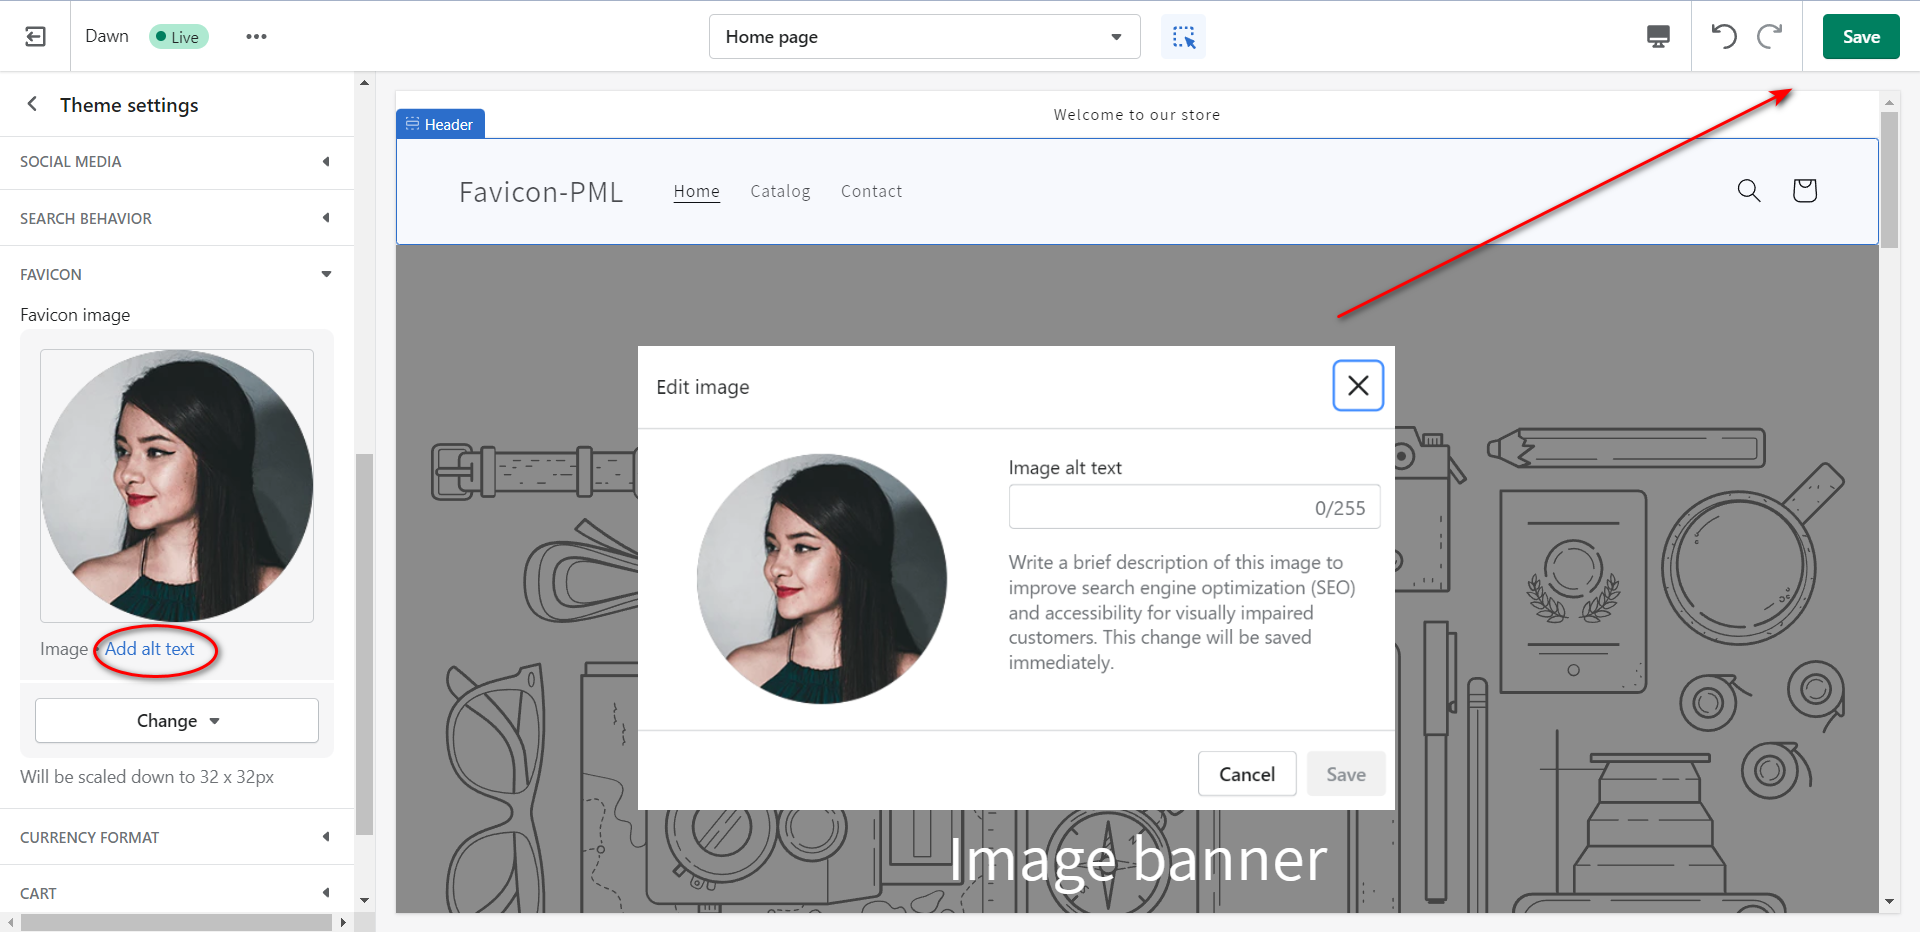 Dawn
Live
Home page
Save
Theme settings
SOCIAL MEDIA
SEARCH BEHAVIOR
FAVICON
Favicon image
Image
Add alt text
Change
Will be scaled down to 32 x 32px
CURRENCY FORMAT
CART
Welcome to our store
Header
Favicon-PML
Home
Catalog
Contact
Edit image
Image alt text
0/255
Write a brief description of this image to
improve search engine optimization (SEO)
and accessibility for visually impaired
customers. This change will be saved
immediately.
Cancel
Save
Image banner